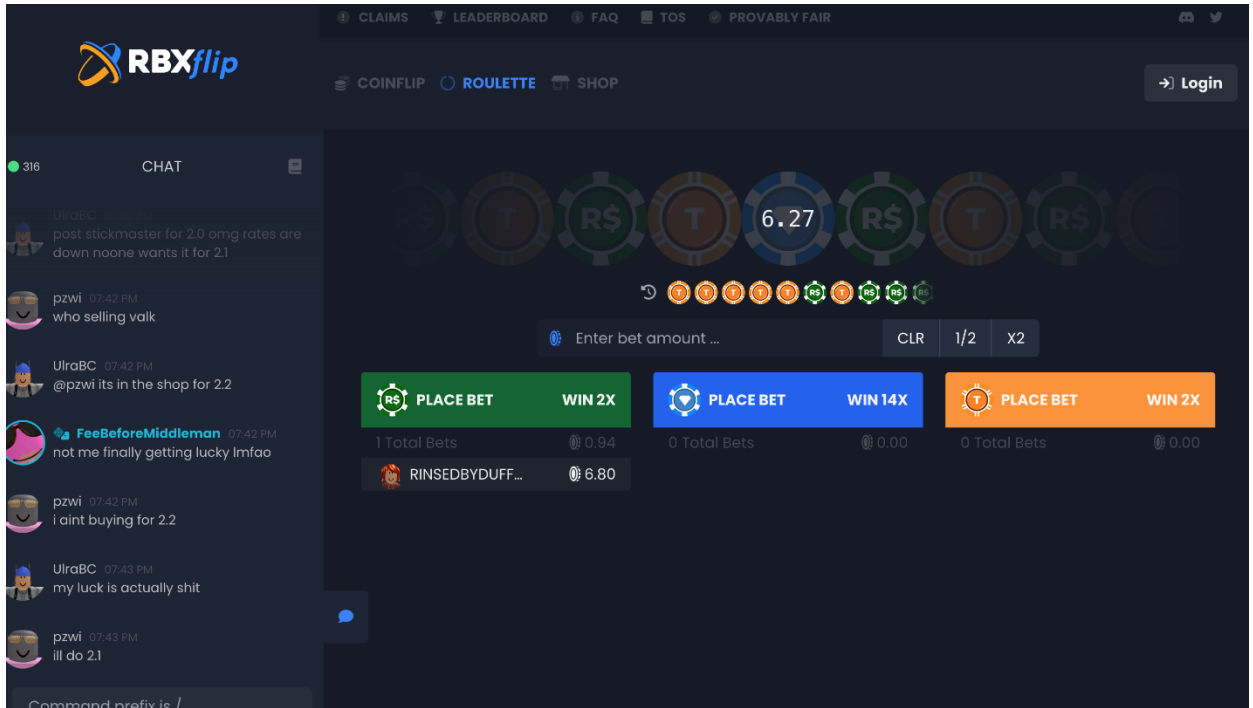 CLAIMS LEADERBOARD FAQ TOS PROVABLY FAIR
RBXflip
COINFLIP ROULETTE SHOP
Login
316 CHAT
UlraBC
post stickmaster for 2.0 omg rates are
down noone wants it for 2.1
pzwi 07:42 PM
who selling valk
UlraBC 07:42 PM
@pzwi its in the shop for 2.2
FeeBeforeMiddleman 07:42 PM
not me finally getting lucky lmfao
pzwi 07:42 PM
i aint buying for 2.2
UlraBC 07:43 PM
my luck is actually shit
pzwi 07:43 PM
ill do 2.1
Command prefix is /
R$ T R$ T 6.27 R$ T R$
T T T T T R$ T R$ R$ R$
Enter bet amount ... CLR 1/2 X2
R$ PLACE BET WIN 2X
1 Total Bets 0.94
RINSEDBYDUFF... 6.80
PLACE BET WIN 14X
0 Total Bets 0.00
T PLACE BET WIN 2X
0 Total Bets 0.00